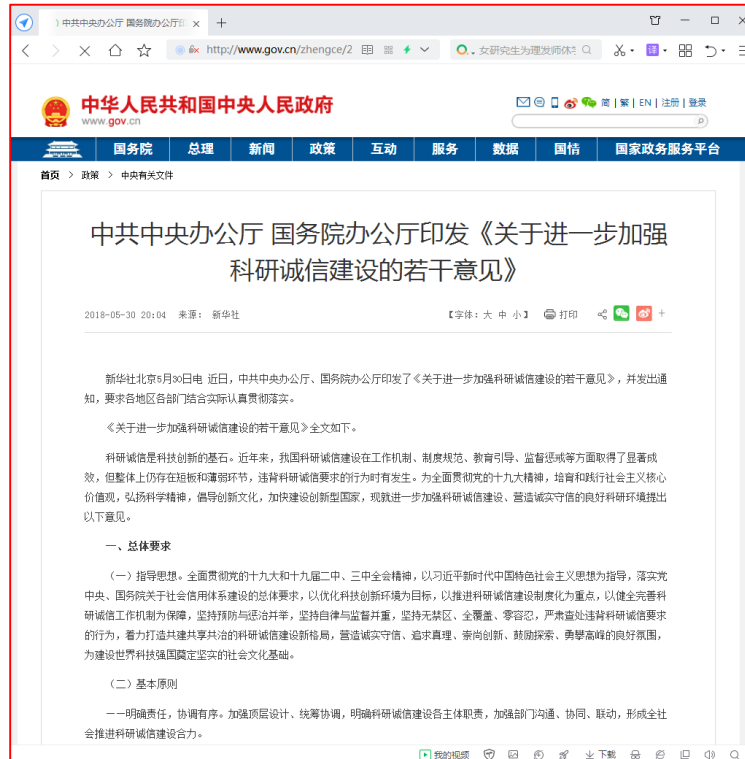 中共中央办公厅 国务院办公厅印
http://www.gov.cn/zhengce/2
女研究生为理发师休学
译
中华人民共和国中央人民政府
www.gov.cn
简 | 繁 | EN | 注册 | 登录
国务院 总理 新闻 政策 互动 服务 数据 国情 国家政务服务平台
首页 > 政策 > 中央有关文件
中共中央办公厅 国务院办公厅印发《关于进一步加强
科研诚信建设的若干意见》
2018-05-30 20:04 来源： 新华社 【字体：大 中 小】 打印
新华社北京5月30日电 近日，中共中央办公厅、国务院办公厅印发了《关于进一步加强科研诚信建设的若干意见》，并发出通
知，要求各地区各部门结合实际认真贯彻落实。
《关于进一步加强科研诚信建设的若干意见》全文如下。
科研诚信是科技创新的基石。近年来，我国科研诚信建设在工作机制、制度规范、教育引导、监督惩戒等方面取得了显著成
效，但整体上仍存在短板和薄弱环节，违背科研诚信要求的行为时有发生。为全面贯彻党的十九大精神，培育和践行社会主义核心
价值观，弘扬科学精神，倡导创新文化，加快建设创新型国家，现就进一步加强科研诚信建设、营造诚实守信的良好科研环境提出
以下意见。
一、总体要求
（一）指导思想。全面贯彻党的十九大和十九届二中、三中全会精神，以习近平新时代中国特色社会主义思想为指导，落实党
中央、国务院关于社会信用体系建设的总体要求，以优化科技创新环境为目标，以推进科研诚信建设制度化为重点，以健全完善科
研诚信工作机制为保障，坚持预防与惩治并举，坚持自律与监督并重，坚持无禁区、全覆盖、零容忍，严肃查处违背科研诚信要求
的行为，着力打造共建共享共治的科研诚信建设新格局，营造诚实守信、追求真理、崇尚创新、鼓励探索、勇攀高峰的良好氛围，
为建设世界科技强国奠定坚实的社会文化基础。
（二）基本原则
——明确责任，协调有序。加强顶层设计、统筹协调，明确科研诚信建设各主体职责，加强部门沟通、协同、联动，形成全社
会推进科研诚信建设合力。
我的视频 下载